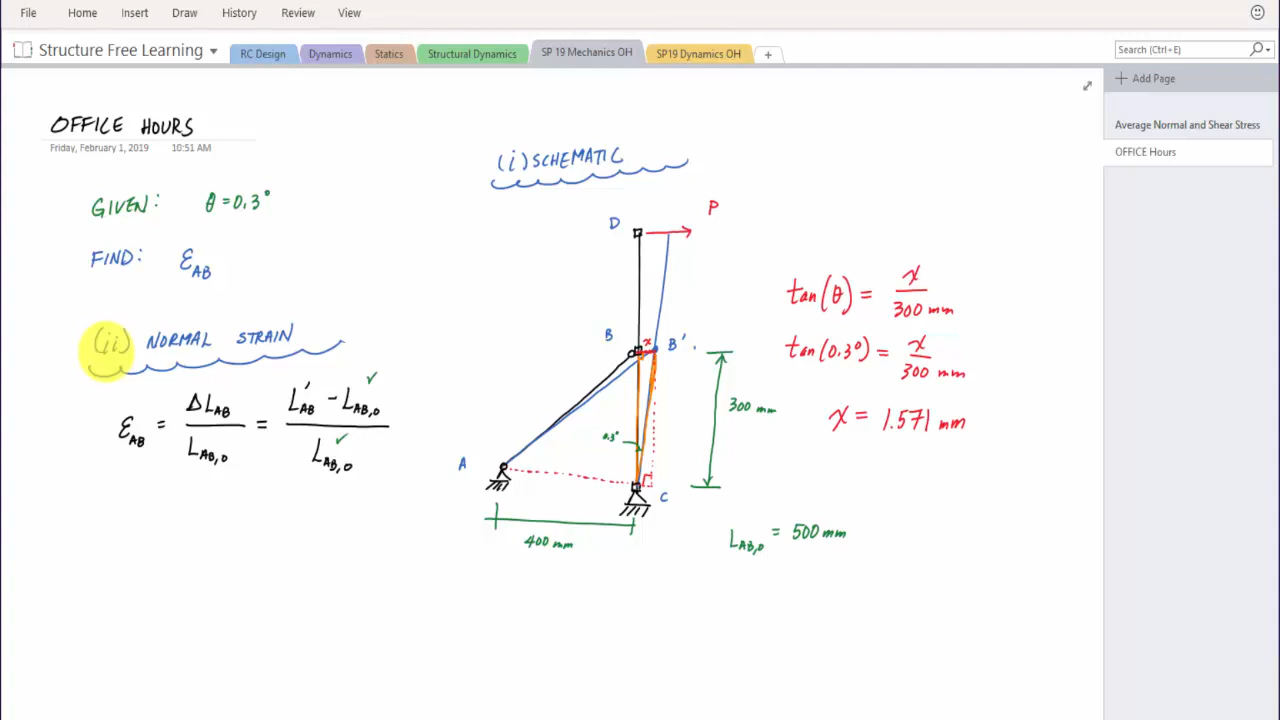 File Home Insert Draw History Review View
Structure Free Learning RC Design Dynamics Statics Structural Dynamics SP 19 Mechanics OH SP19 Dynamics OH + Search (Ctrl+E)
Add Page
Average Normal and Shear Stress
OFFICE Hours
OFFICE HOURS
Friday, February 1, 2019 10:51 AM
GIVEN: θ = 0.3°
FIND: ε_AB
(ii) NORMAL STRAIN
ε_AB = ΔL_AB / L_AB,0 = (L'_AB - L_AB,0) / L_AB,0
(i) SCHEMATIC
D P
B x B'
0.3°
A
C
300 mm
400 mm
tan(θ) = x / 300 mm
tan(0.3°) = x / 300 mm
x = 1.571 mm
L_AB,0 = 500 mm